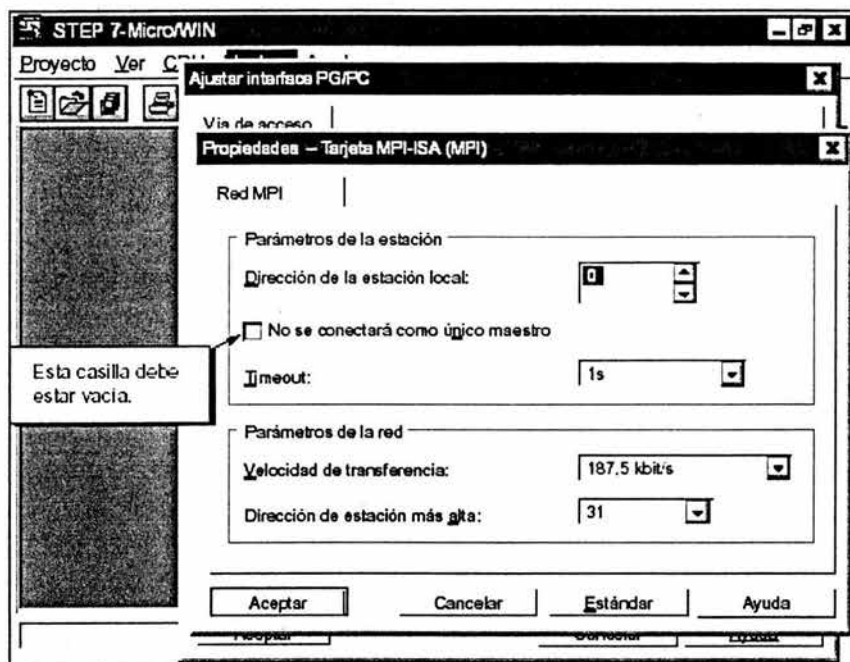 STEP 7-Micro/WIN
Proyecto Ver
Ajustar interface PG/PC
Vía de acceso
Propiedades – Tarjeta MPI-ISA (MPI)
Red MPI
Parámetros de la estación
Dirección de la estación local: 0
No se conectará como único maestro
Esta casilla debe
estar vacía.
Timeout: 1s
Parámetros de la red
Velocidad de transferencia: 187,5 kbit/s
Dirección de estación más alta: 31
Aceptar Cancelar Estándar Ayuda
Aceptar Cancelar Ayuda